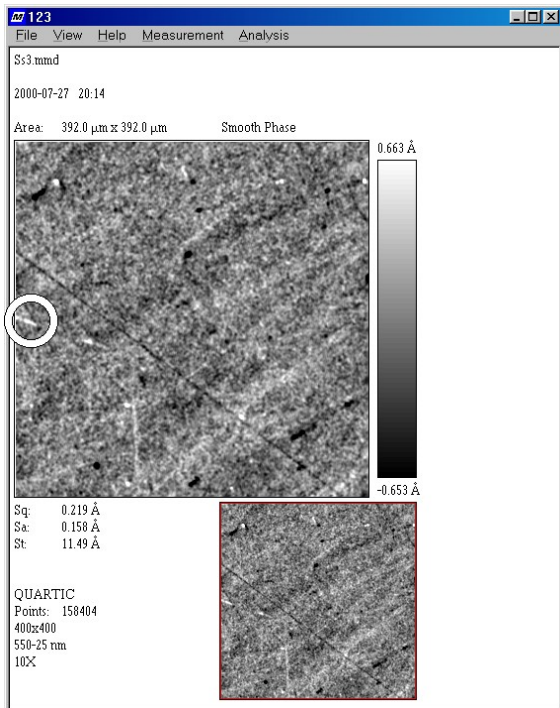 M 123
File View Help Measurement Analysis
Ss3.mmd
2000-07-27 20:14
Area: 392.0 µm x 392.0 µm Smooth Phase
0.663 Å
-0.653 Å
Sq: 0.219 Å
Sa: 0.158 Å
St: 11.49 Å
QUARTIC
Points: 158404
400x400
550-25 nm
10X